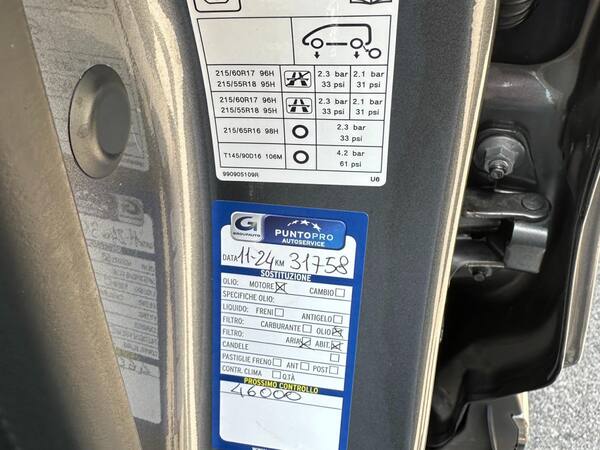 215/60R17 96H 2.3 bar 2.1 bar
215/55R18 95H 33 psi 31 psi
215/60R17 96H 2.3 bar 2.1 bar
215/55R18 95H 33 psi 31 psi
215/65R16 98H 2.3 bar
33 psi
T145/90D16 106M 4.2 bar
61 psi
990905109R U6
G1 PUNTOPRO
GROUPAUTO AUTOSERVICE
DATA 11-24 KM 31758
SOSTITUZIONE
OLIO: MOTORE CAMBIO
SPECIFICHE OLIO:
LIQUIDO: FRENI ANTIGELO
FILTRO: CARBURANTE OLIO
FILTRO: ARIA ABIT.
CANDELE
PASTIGLIE FRENO ANT POST
CONTR. CLIMA Q.TÀ
PROSSIMO CONTROLLO
46000